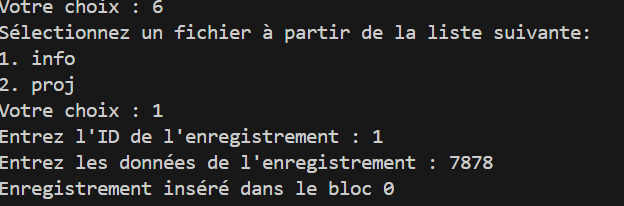 Votre choix : 6
Sélectionnez un fichier à partir de la liste suivante:
1. info
2. proj
Votre choix : 1
Entrez l'ID de l'enregistrement : 1
Entrez les données de l'enregistrement : 7878
Enregistrement inséré dans le bloc 0